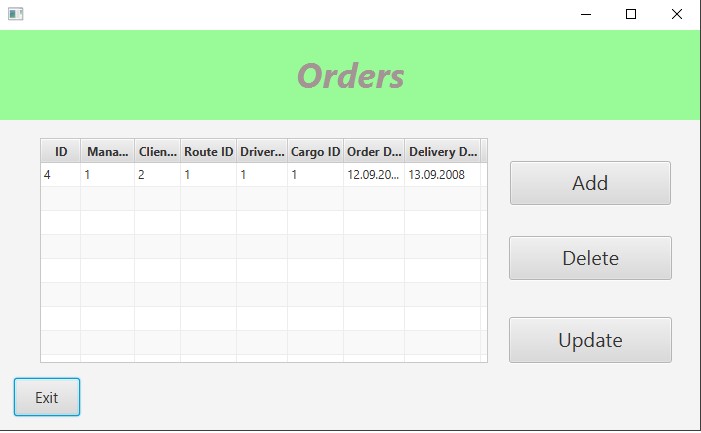 Orders
ID Mana... Clien... Route ID Driver... Cargo ID Order D... Delivery D...
4 1 2 1 1 1 12.09.20... 13.09.2008
Add
Delete
Update
Exit